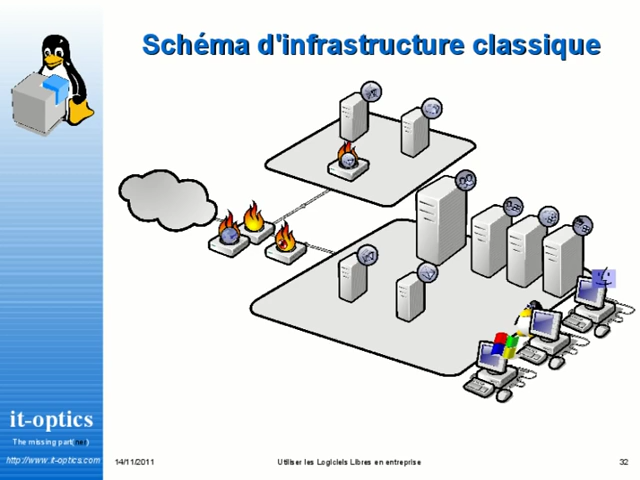 Schéma d'infrastructure classique
it-optics
The missing part(ner)
http://www.it-optics.com
14/11/2011
Utiliser les Logiciels Libres en entreprise
32